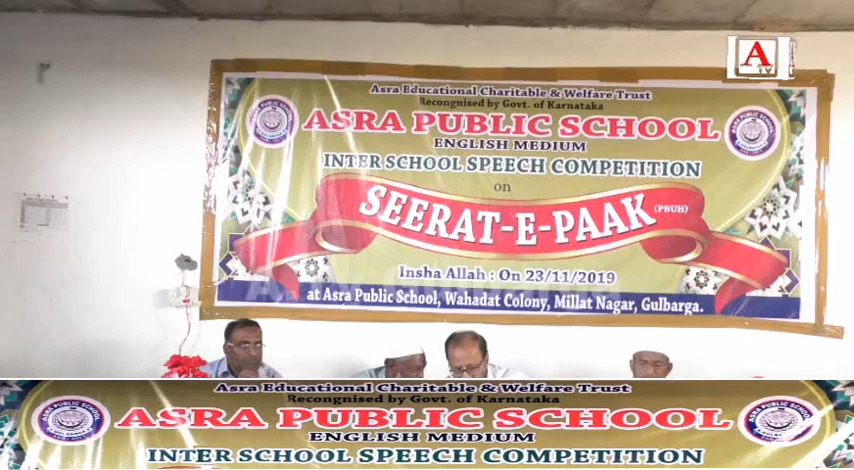 A
TV
Asra Educational Charitable & Welfare Trust
Recongnised by Govt. of Karnataka
ASRA PUBLIC SCHOOL
ENGLISH MEDIUM
INTER SCHOOL SPEECH COMPETITION
on
SEERAT-E-PAAK (PBUH)
Insha Allah : On 23/11/2019
at Asra Public School, Wahadat Colony, Millat Nagar, Gulbarga.
Asra Educational Charitable & Welfare Trust
Recongnised by Govt. of Karnataka
ASRA PUBLIC SCHOOL
ENGLISH MEDIUM
INTER SCHOOL SPEECH COMPETITION